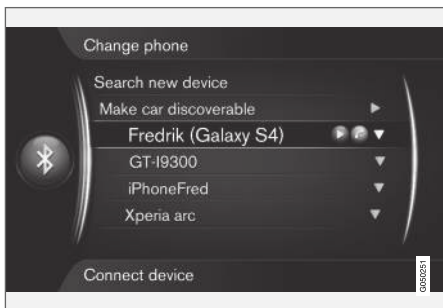 Change phone
Search new device
Make car discoverable
Fredrik (Galaxy S4)
GT-I9300
iPhoneFred
Xperia arc
Connect device
G050251